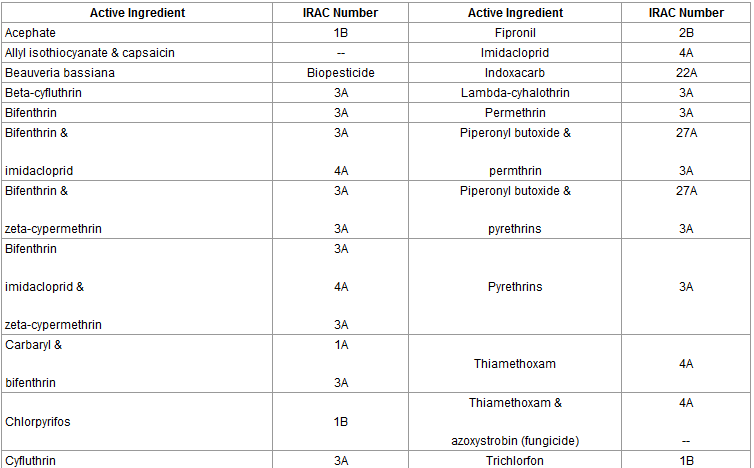 Active Ingredient IRAC Number Active Ingredient IRAC Number
Acephate 1B Fipronil 2B
Allyl isothiocyanate & capsaicin -- Imidacloprid 4A
Beauveria bassiana Biopesticide Indoxacarb 22A
Beta-cyfluthrin 3A Lambda-cyhalothrin 3A
Bifenthrin 3A Permethrin 3A
Bifenthrin & 3A Piperonyl butoxide & 27A
imidacloprid 4A permthrin 3A
Bifenthrin & 3A Piperonyl butoxide & 27A
zeta-cypermethrin 3A pyrethrins 3A
Bifenthrin 3A
imidacloprid & 4A Pyrethrins 3A
zeta-cypermethrin 3A
Carbaryl & 1A
Thiamethoxam 4A
bifenthrin 3A
Thiamethoxam & 4A
Chlorpyrifos 1B
azoxystrobin (fungicide) --
Cyfluthrin 3A Trichlorfon 1B